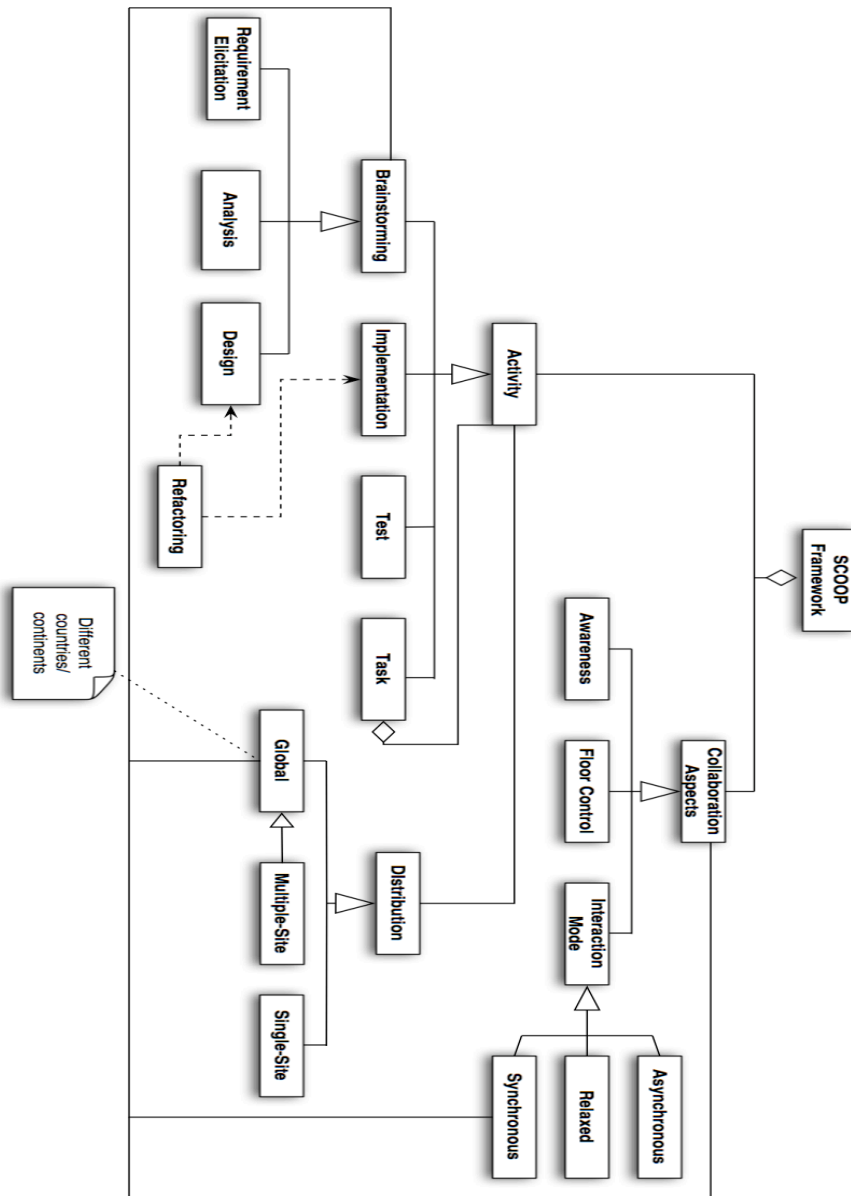 SCOOP
Framework
Activity
Collaboration
Aspects
Brainstorming
Implementation
Test
Task
Awareness
Floor Control
Interaction
Mode
Requirement
Elicitation
Analysis
Design
Refactoring
DIstribution
Global
Multiple-Site
Single-Site
Asynchronous
Relaxed
Synchronous
Different
countries/
continents